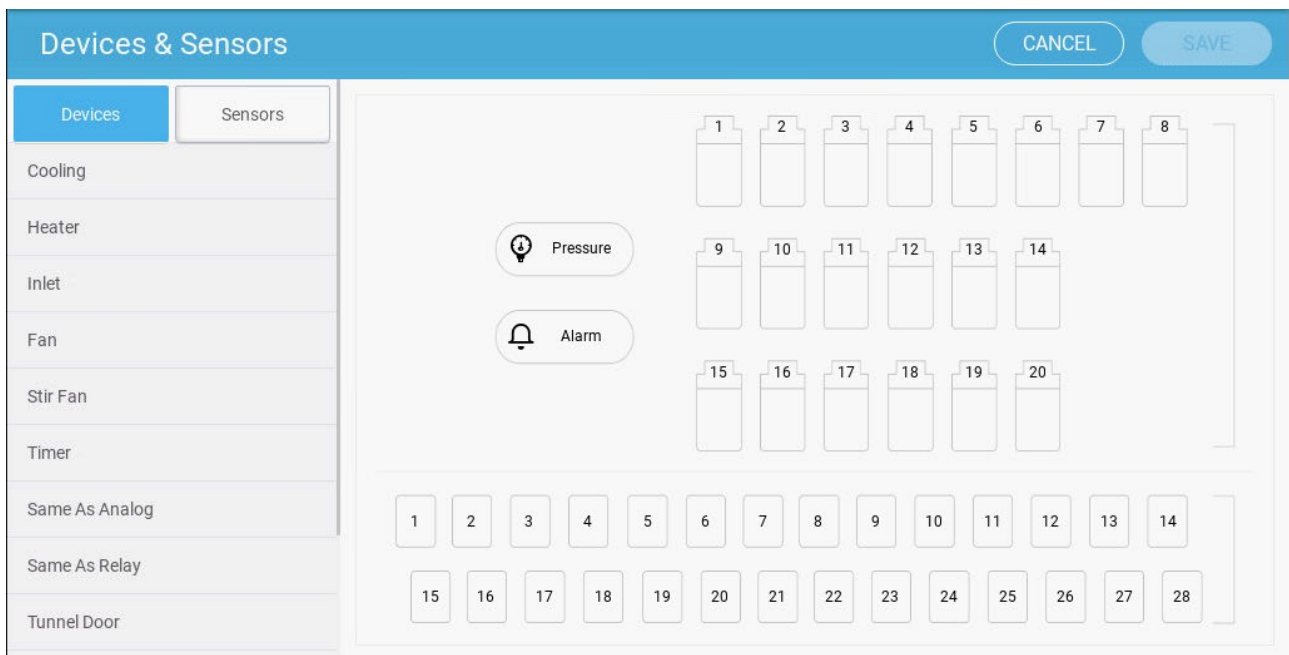 Devices & Sensors CANCEL SAVE
Devices Sensors
Cooling
Heater
Inlet
Fan
Stir Fan
Timer
Same As Analog
Same As Relay
Tunnel Door
1 2 3 4 5 6 7 8
Pressure
9 10 11 12 13 14
Alarm
15 16 17 18 19 20
1 2 3 4 5 6 7 8 9 10 11 12 13 14
15 16 17 18 19 20 21 22 23 24 25 26 27 28